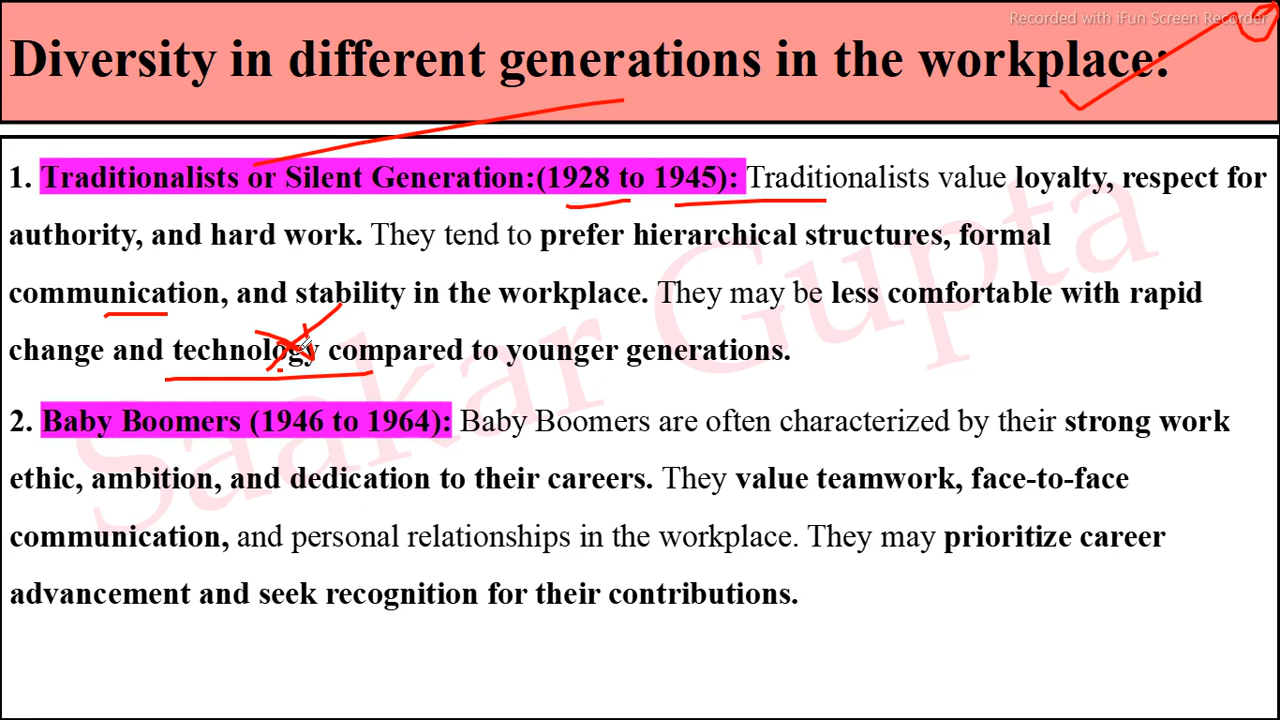 Recorded with iFun Screen Recorder
Diversity in different generations in the workplace:
1. Traditionalists or Silent Generation:(1928 to 1945): Traditionalists value loyalty, respect for
authority, and hard work. They tend to prefer hierarchical structures, formal
communication, and stability in the workplace. They may be less comfortable with rapid
change and technology compared to younger generations.
2. Baby Boomers (1946 to 1964): Baby Boomers are often characterized by their strong work
ethic, ambition, and dedication to their careers. They value teamwork, face-to-face
communication, and personal relationships in the workplace. They may prioritize career
advancement and seek recognition for their contributions.
Saakar Gupta